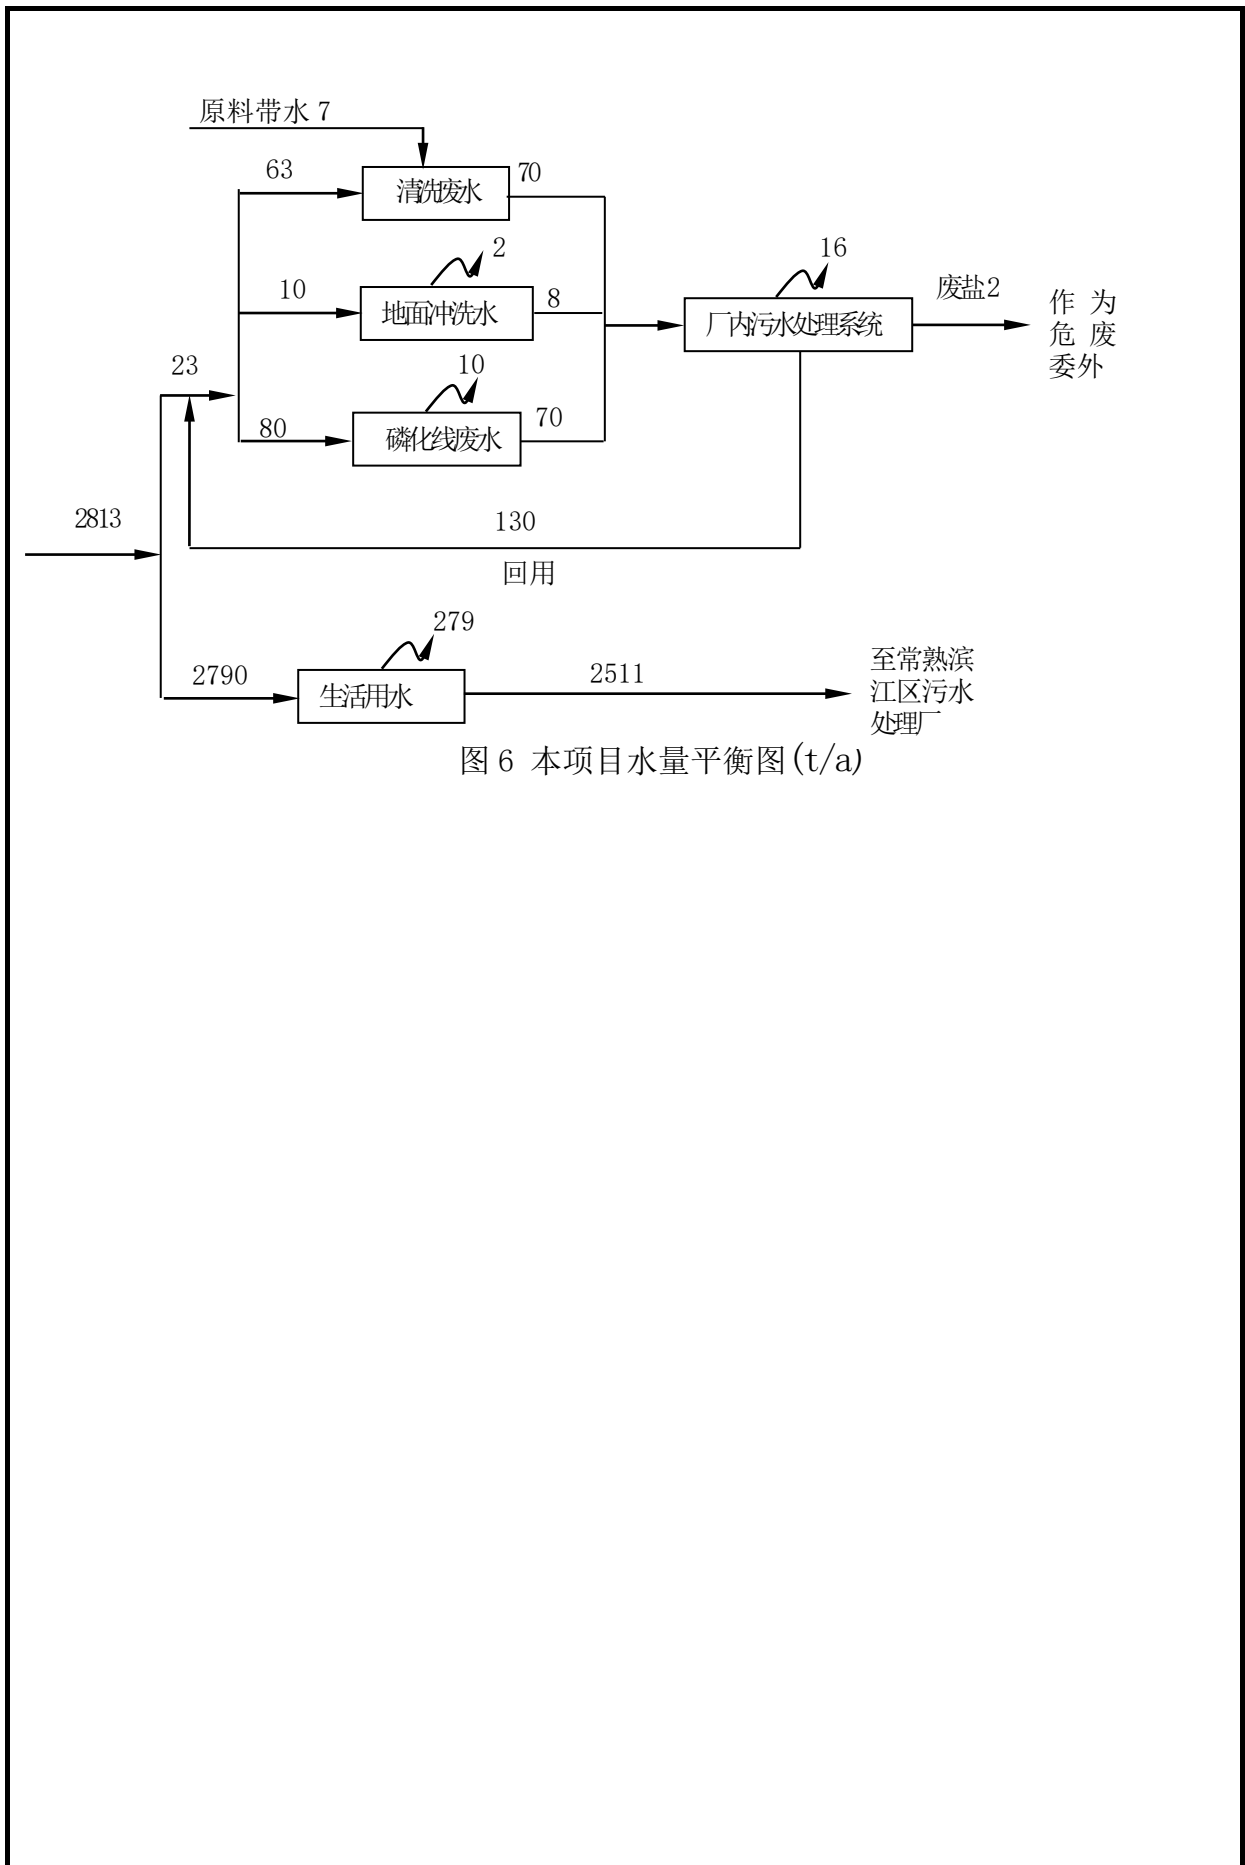 原料带水 7
63
清洗废水
70
2
10
地面冲洗水
8
16
厂内污水处理系统
废盐2
作 为
危 废
委外
23
10
80
磷化线废水
70
2813
130
回用
279
2790
生活用水
2511
至常熟滨
江区污水
处理厂
图 6 本项目水量平衡图(t/a)